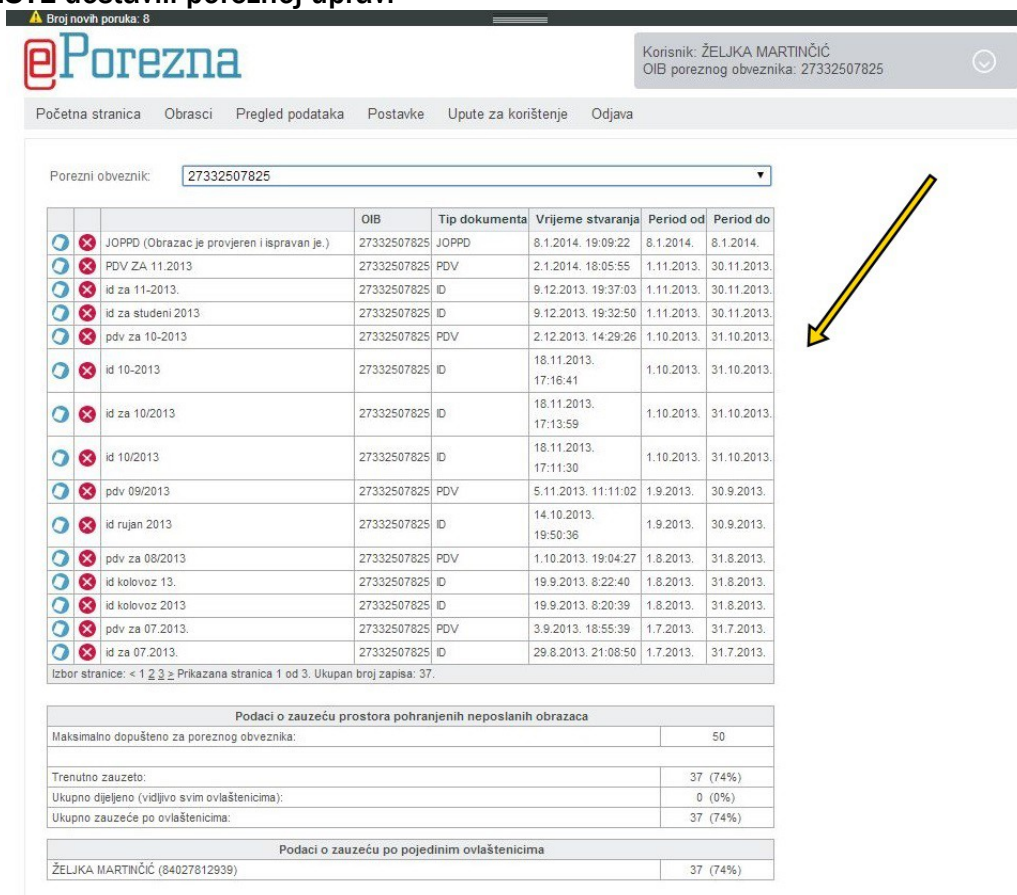 NISTE dostavili poreznoj upravi
Broj novih poruka: 8
ePorezna
Korisnik: ŽELJKA MARTINČIĆ
OIB poreznog obveznika: 27332507825
Početna stranica Obrasci Pregled podataka Postavke Upute za korištenje Odjava
Porezni obveznik: 27332507825
OIB Tip dokumenta Vrijeme stvaranja Period od Period do
JOPPD (Obrazac je provjeren i ispravan je.) 27332507825 JOPPD 8.1.2014. 19:09:22 8.1.2014. 8.1.2014.
PDV ZA 11.2013 27332507825 PDV 2.1.2014. 18:05:55 1.11.2013. 30.11.2013.
id za 11-2013. 27332507825 ID 9.12.2013. 19:37:03 1.11.2013. 30.11.2013.
id za studeni 2013 27332507825 ID 9.12.2013. 19:32:50 1.11.2013. 30.11.2013.
pdv za 10-2013 27332507825 PDV 2.12.2013. 14:29:26 1.10.2013. 31.10.2013.
id 10-2013 27332507825 ID 18.11.2013. 17:16:41 1.10.2013. 31.10.2013.
id za 10/2013 27332507825 ID 18.11.2013. 17:13:59 1.10.2013. 31.10.2013.
id 10/2013 27332507825 ID 18.11.2013. 17:11:30 1.10.2013. 31.10.2013.
pdv 09/2013 27332507825 PDV 5.11.2013. 11:11:02 1.9.2013. 30.9.2013.
id rujan 2013 27332507825 ID 14.10.2013. 19:50:36 1.9.2013. 30.9.2013.
pdv za 08/2013 27332507825 PDV 1.10.2013. 19:04:27 1.8.2013. 31.8.2013.
id kolovoz 13. 27332507825 ID 19.9.2013. 8:22:40 1.8.2013. 31.8.2013.
id kolovoz 2013 27332507825 ID 19.9.2013. 8:20:39 1.8.2013. 31.8.2013.
pdv za 07.2013. 27332507825 PDV 3.9.2013. 18:55:39 1.7.2013. 31.7.2013.
id za 07.2013. 27332507825 ID 29.8.2013. 21:08:50 1.7.2013. 31.7.2013.
Izbor stranice: < 1 2 3 > Prikazana stranica 1 od 3. Ukupan broj zapisa: 37.
Podaci o zauzeću prostora pohranjenih neposlanih obrazaca
Maksimalno dopušteno za poreznog obveznika: 50
Trenutno zauzeto: 37 (74%)
Ukupno dijeljeno (vidljivo svim ovlaštenicima): 0 (0%)
Ukupno zauzeće po ovlaštenicima: 37 (74%)
Podaci o zauzeću po pojedinim ovlaštenicima
ŽELJKA MARTINČIĆ (84027812939) 37 (74%)